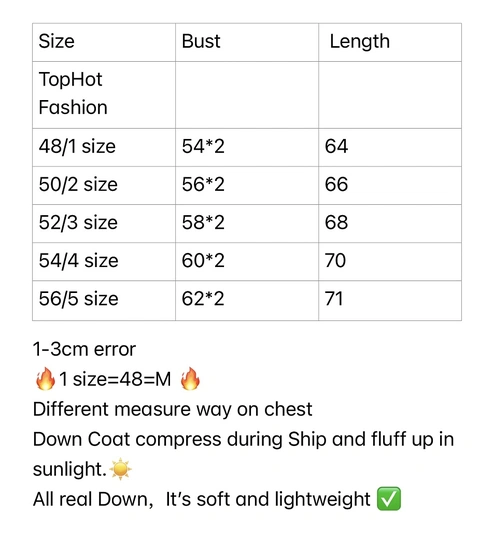 Size Bust Length
TopHot
Fashion
48/1 size 54*2 64
50/2 size 56*2 66
52/3 size 58*2 68
54/4 size 60*2 70
56/5 size 62*2 71
1-3cm error
🔥1 size=48=M 🔥
Different measure way on chest
Down Coat compress during Ship and fluff up in
sunlight.☀️
All real Down，It's soft and lightweight ✅